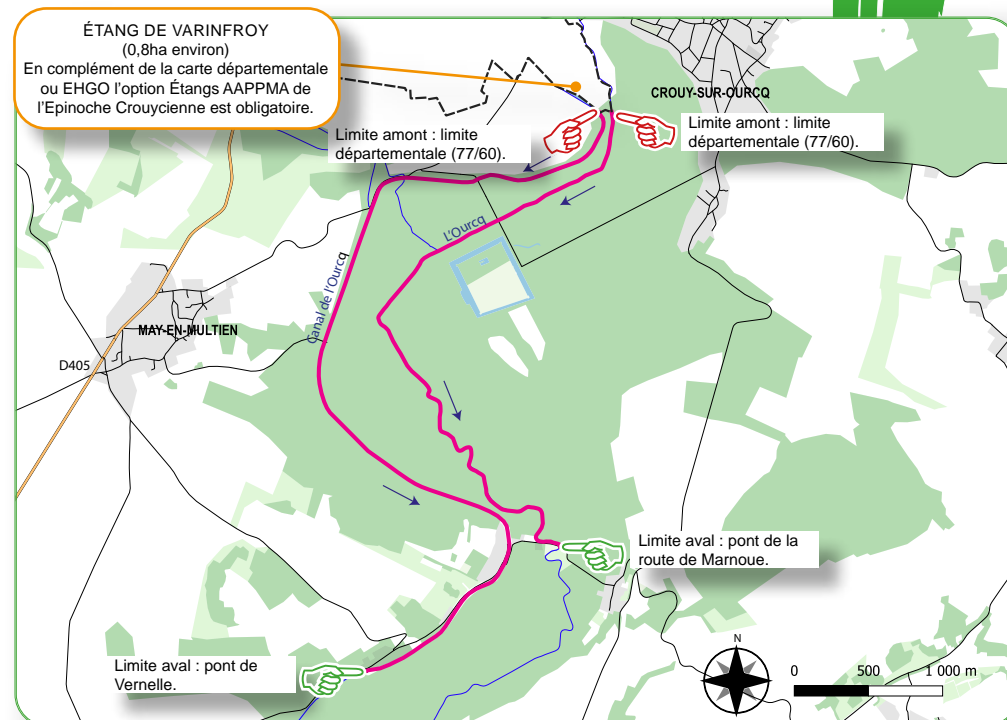 ÉTANG DE VARINFROY
(0,8ha environ)
En complément de la carte départementale
ou EHGO l'option Étangs AAPPMA de
l'Epinoche Crouycienne est obligatoire.
CROUY-SUR-OURCQ
Limite amont : limite
départementale (77/60).
Limite amont : limite
départementale (77/60).
L'Ourcq
Canal de l'Ourcq
MAY-EN-MULTIEN
D405
Limite aval : pont de la
route de Marnoue.
Limite aval : pont de
Vernelle.
N
0 500 1 000 m